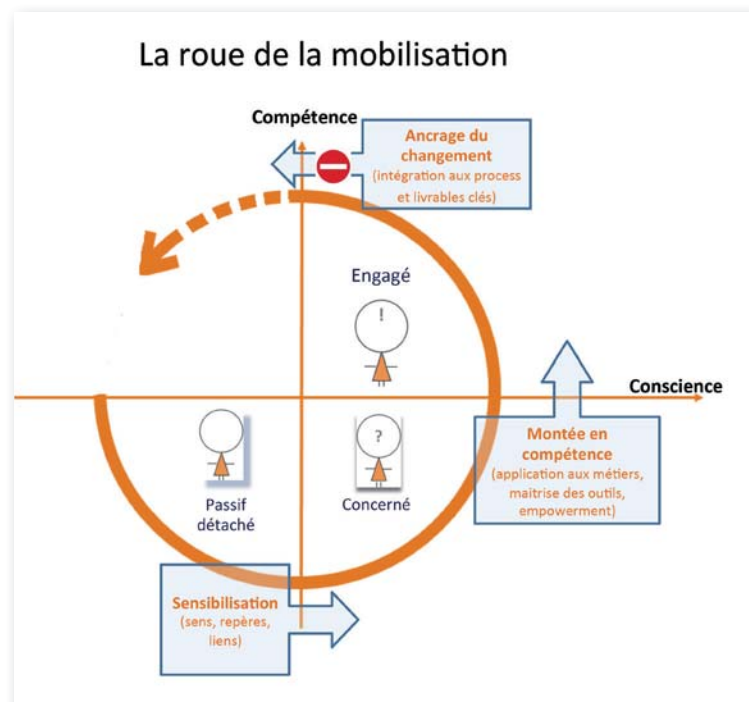 La roue de la mobilisation
Compétence
Ancrage du
changement
(intégration aux process
et livrables clés)
Engagé
!
Conscience
?
Passif
détaché
Concerné
Montée en
compétence
(application aux métiers,
maitrise des outils,
empowerment)
Sensibilisation
(sens, repères,
liens)